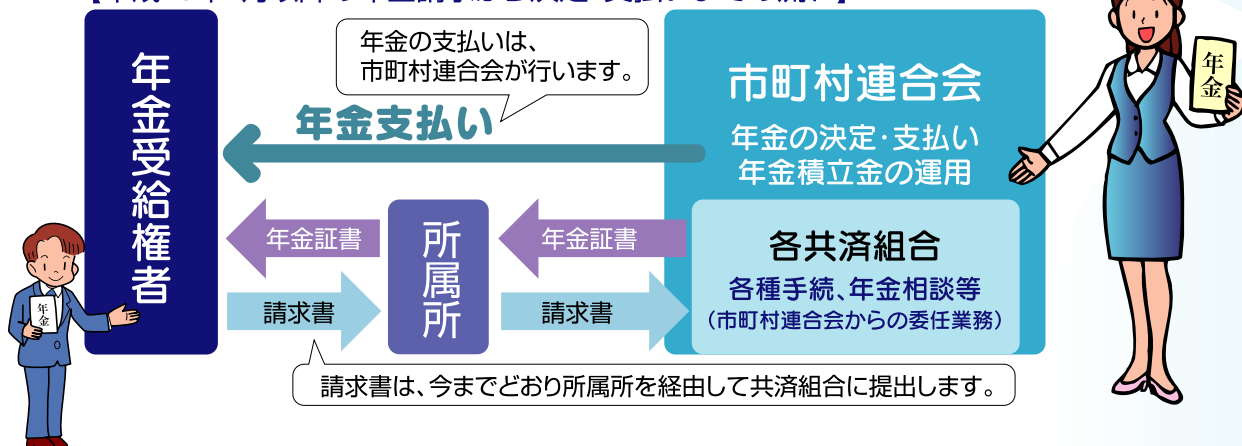 年金の支払いは、
市町村連合会が行います。
年金受給権者
年金支払い
市町村連合会
年金の決定・支払い
年金積立金の運用
年金
年金証書
所属所
年金証書
各共済組合
各種手続、年金相談等
（市町村連合会からの委任業務）
請求書
請求書
年金
請求書は、今までどおり所属所を経由して共済組合に提出します。